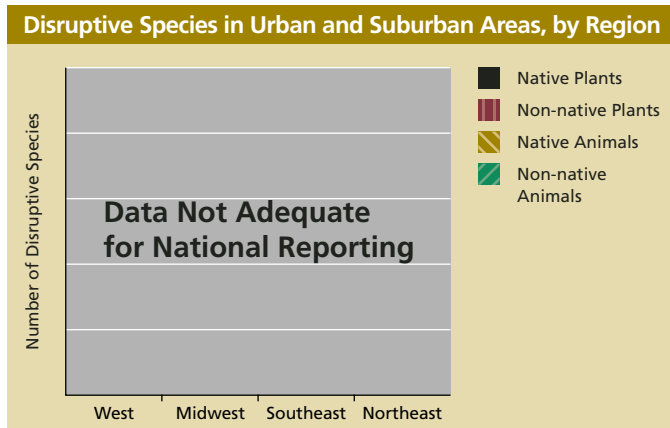 Disruptive Species in Urban and Suburban Areas, by Region
Number of Disruptive Species
Data Not Adequate
for National Reporting
West Midwest Southeast Northeast
Native Plants
Non-native Plants
Native Animals
Non-native
Animals